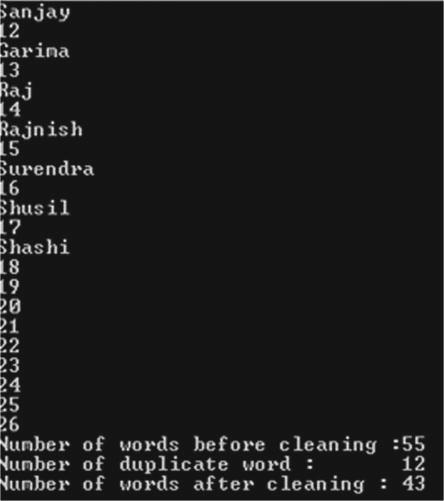 Sanjay
12
Garima
13
Raj
14
Rajnish
15
Surendra
16
Shusil
17
Shashi
18
19
20
21
22
23
24
25
26
Number of words before cleaning :55
Number of duplicate word : 12
Number of words after cleaning : 43